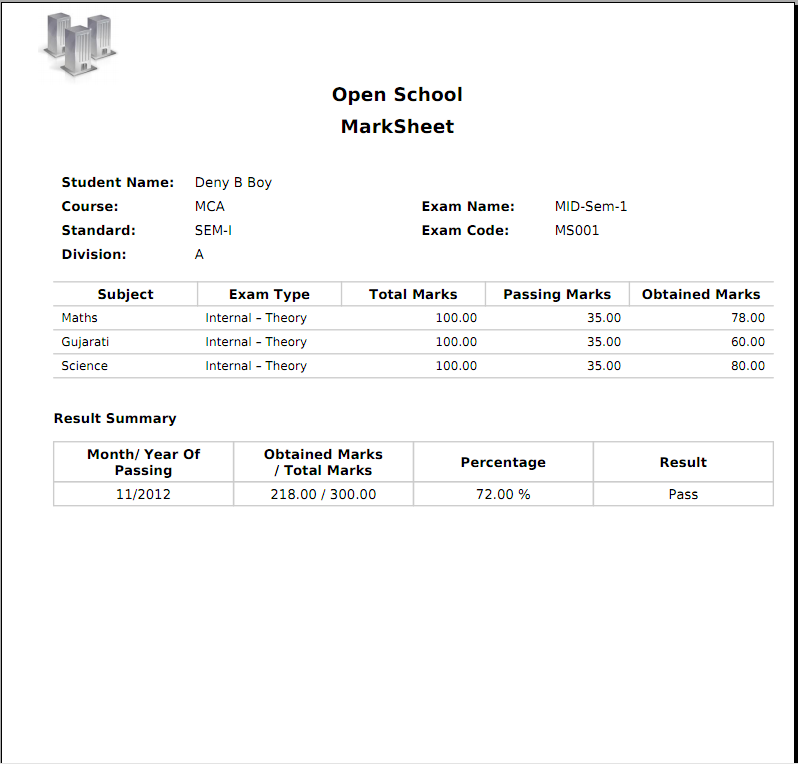 Open School
MarkSheet
Student Name: Deny B Boy
Course: MCA Exam Name: MID-Sem-1
Standard: SEM-I Exam Code: MS001
Division: A
Subject Exam Type Total Marks Passing Marks Obtained Marks
Maths Internal – Theory 100.00 35.00 78.00
Gujarati Internal – Theory 100.00 35.00 60.00
Science Internal – Theory 100.00 35.00 80.00
Result Summary
Month/ Year Of Passing Obtained Marks / Total Marks Percentage Result
11/2012 218.00 / 300.00 72.00 % Pass